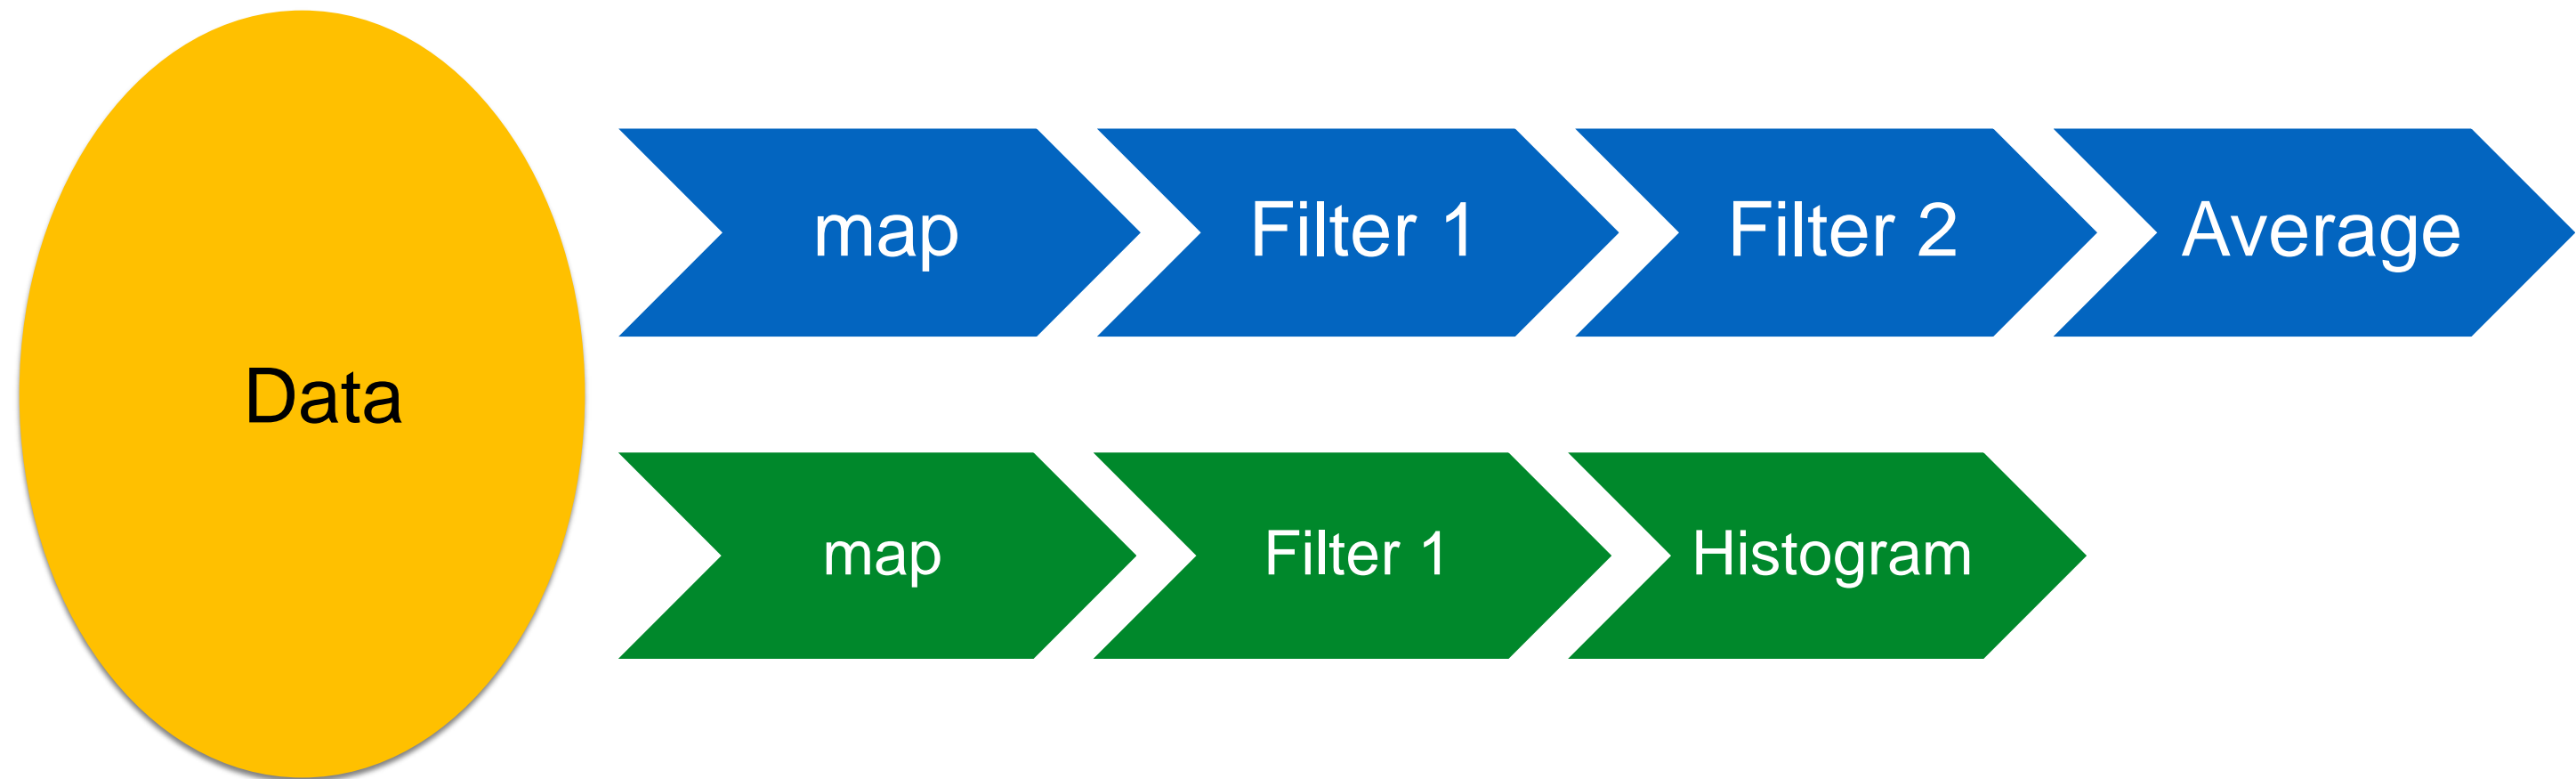 Data
map
Filter 1
Filter 2
Average
map
Filter 1
Histogram